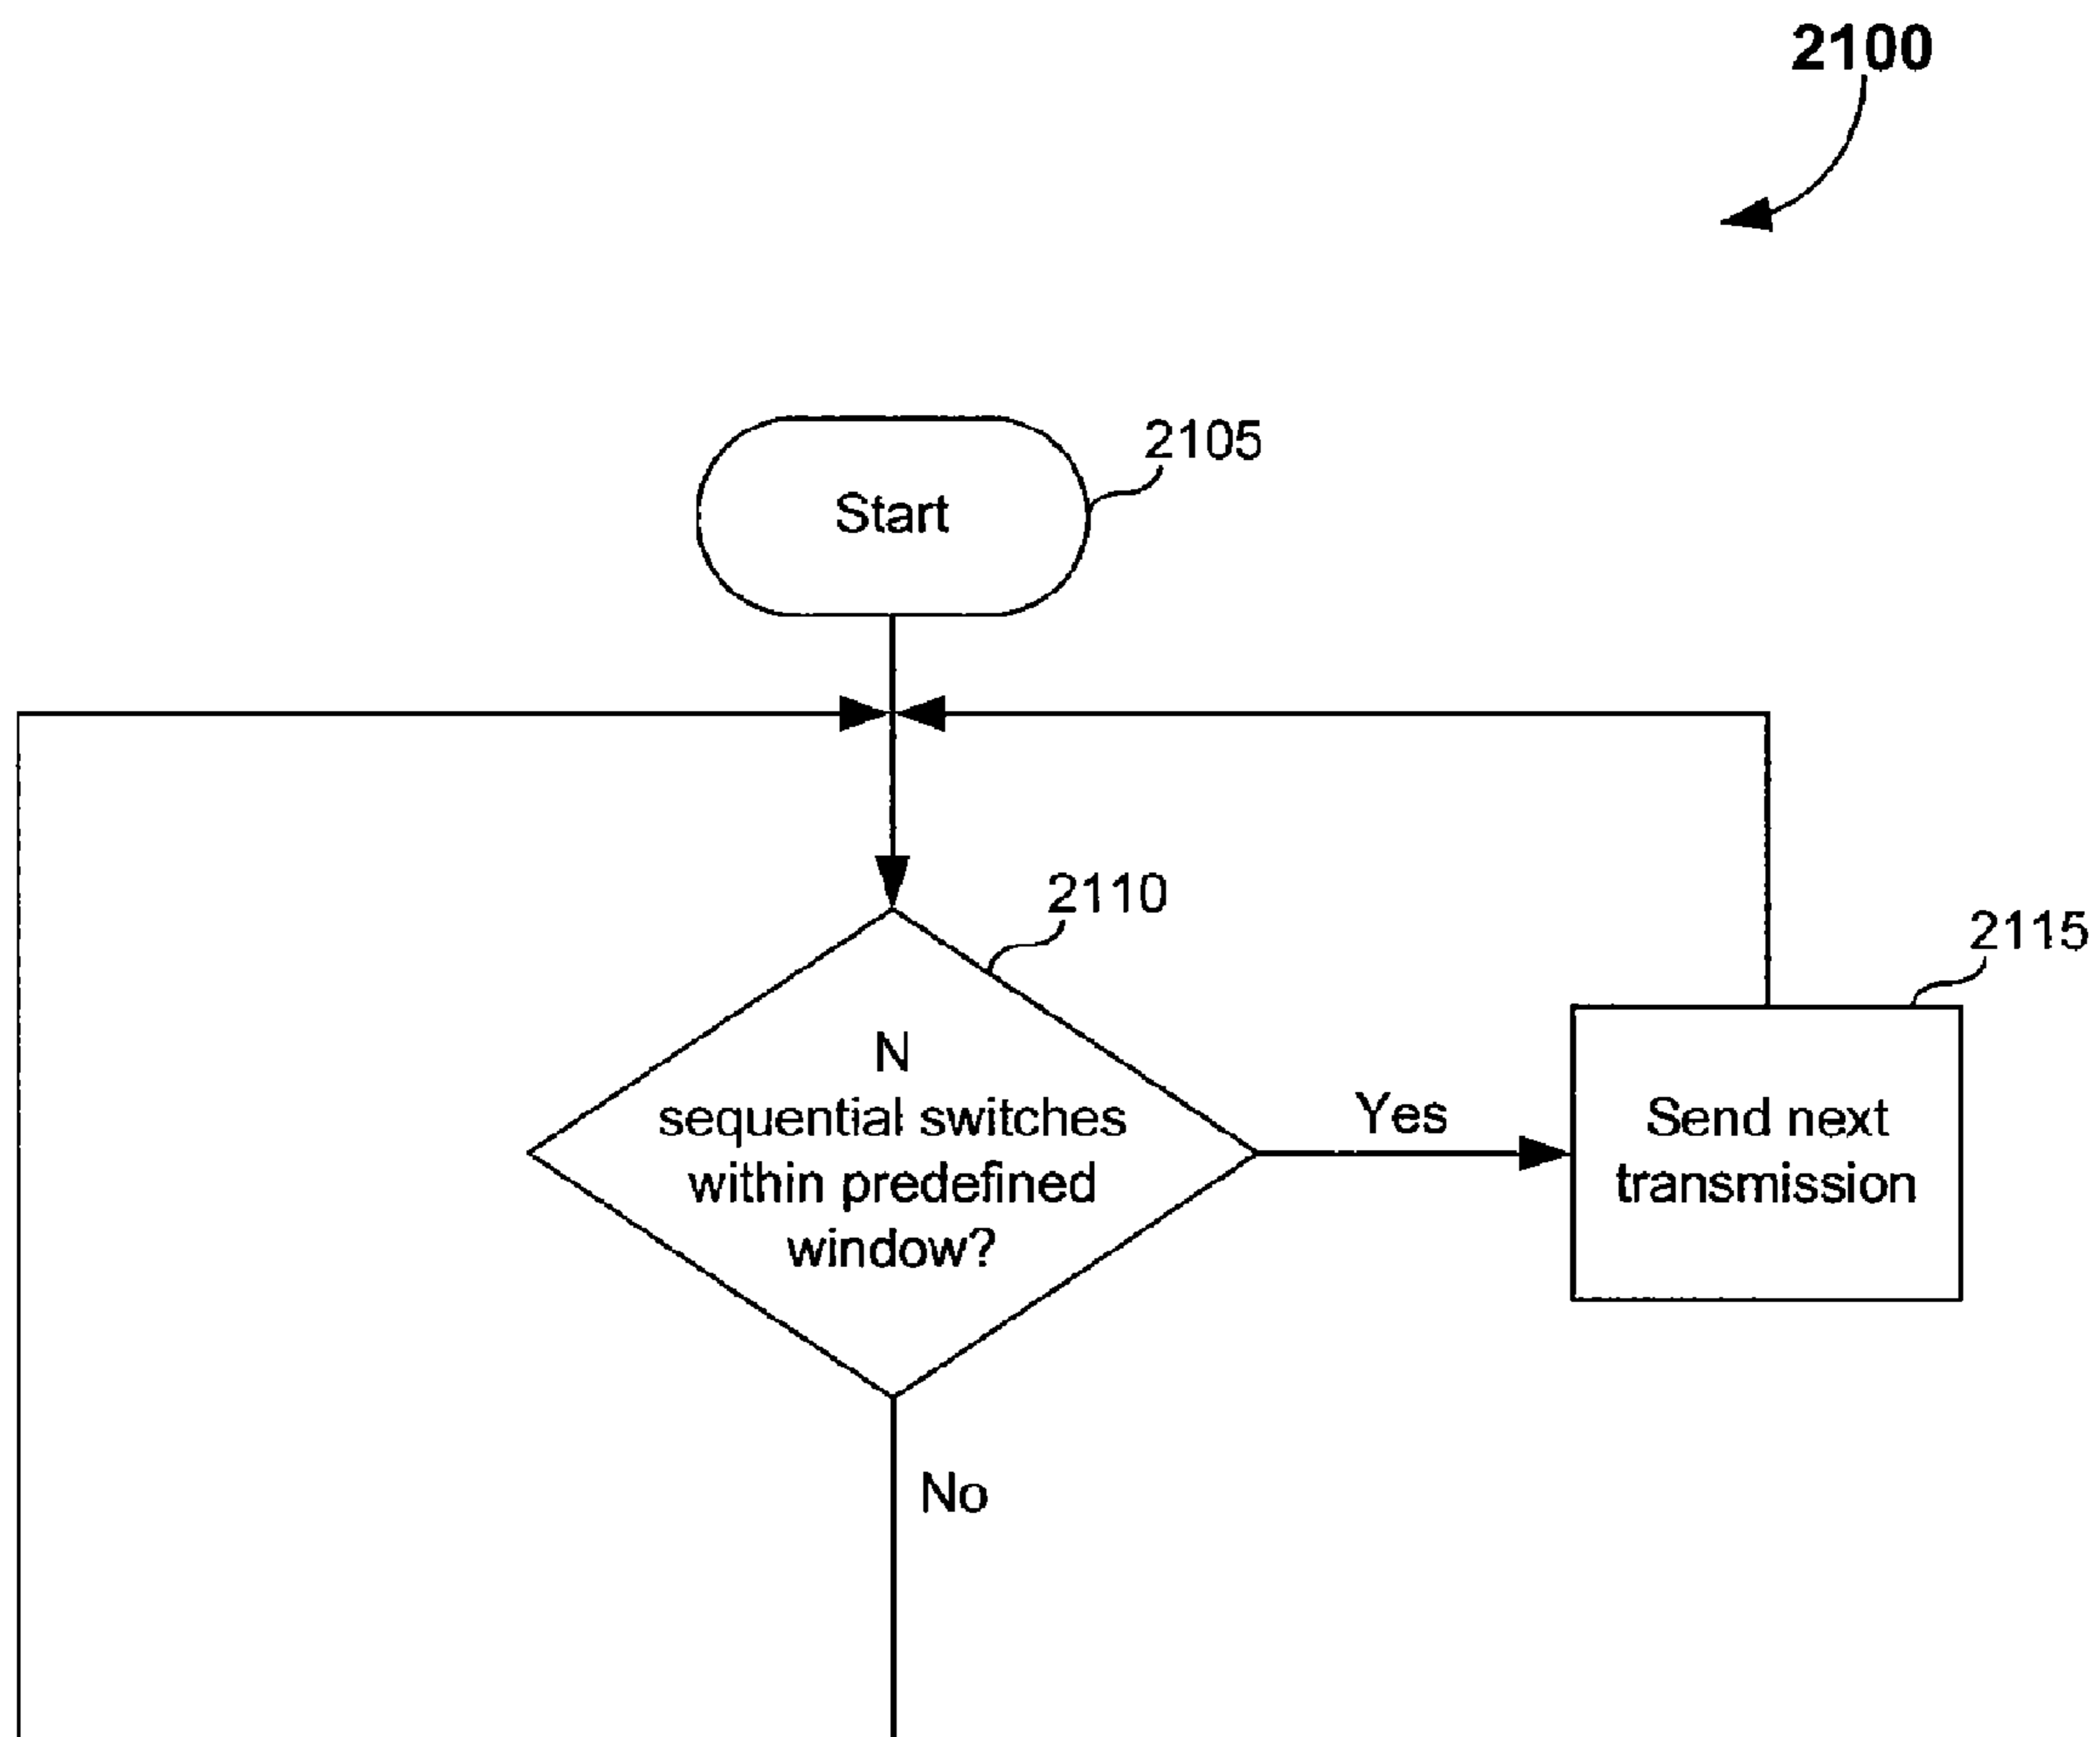 2100
2105
Start
2110
2115
N
sequential switches
within predefined
window?
Yes
Send next
transmission
No